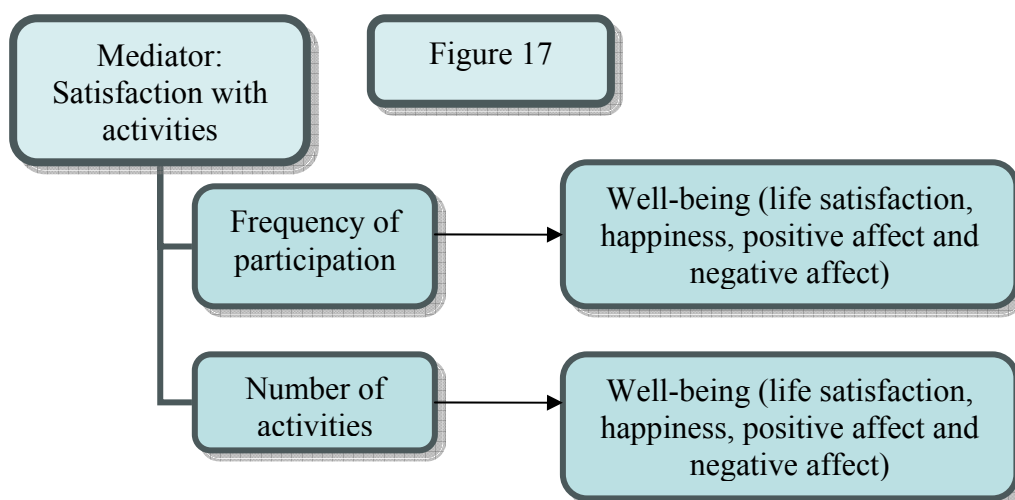 Mediator:
Satisfaction with
activities
Figure 17
Frequency of
participation
Well-being (life satisfaction,
happiness, positive affect and
negative affect)
Number of
activities
Well-being (life satisfaction,
happiness, positive affect and
negative affect)